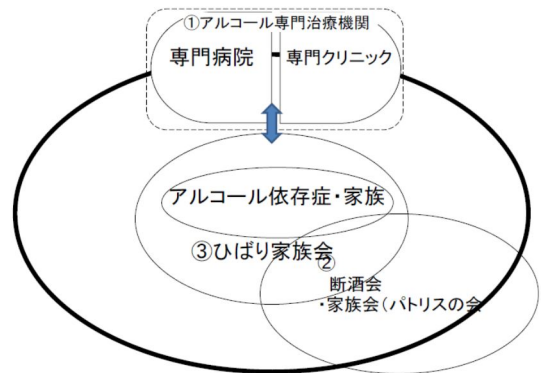 ①アルコール専門治療機関
専門病院
専門クリニック
アルコール依存症・家族
③ひばり家族会
②
断酒会
・家族会(パトリスの会